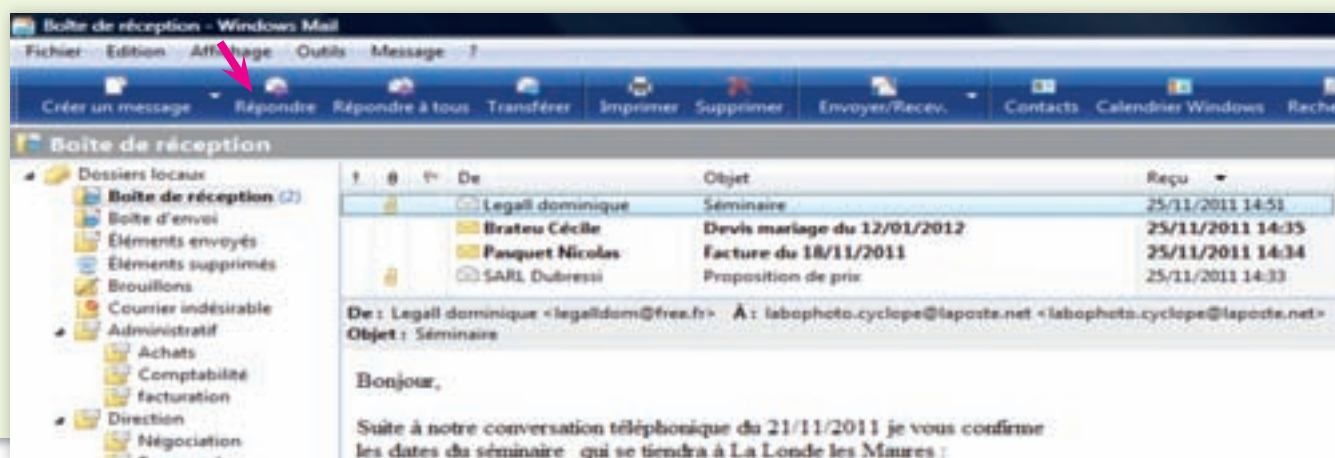 Boîte de réception - Windows Mail
Fichier Edition Affichage Outils Message ?
Créer un message Répondre Répondre à tous Transférer Imprimer Supprimer Envoyer/Recev. Contacts Calendrier Windows Reche
Boîte de réception
Dossiers locaux
Boîte de réception (2)
Boîte d'envoi
Éléments envoyés
Éléments supprimés
Brouillons
Courrier indésirable
Administratif
Achats
Comptabilité
facturation
Direction
Négociation
! De Objet Reçu
Legall dominique Séminaire 25/11/2011 14:51
Brateu Cécile Devis mariage du 12/01/2012 25/11/2011 14:35
Pasquet Nicolas Facture du 18/11/2011 25/11/2011 14:34
SARL Dubressi Proposition de prix 25/11/2011 14:33
De : Legall dominique <legalldom@free.fr> À : labophoto.cyclope@laposte.net <labophoto.cyclope@laposte.net>
Objet : Séminaire
Bonjour,
Suite à notre conversation téléphonique du 21/11/2011 je vous confirme
les dates du séminaire qui se tiendra à La Londe les Maures :